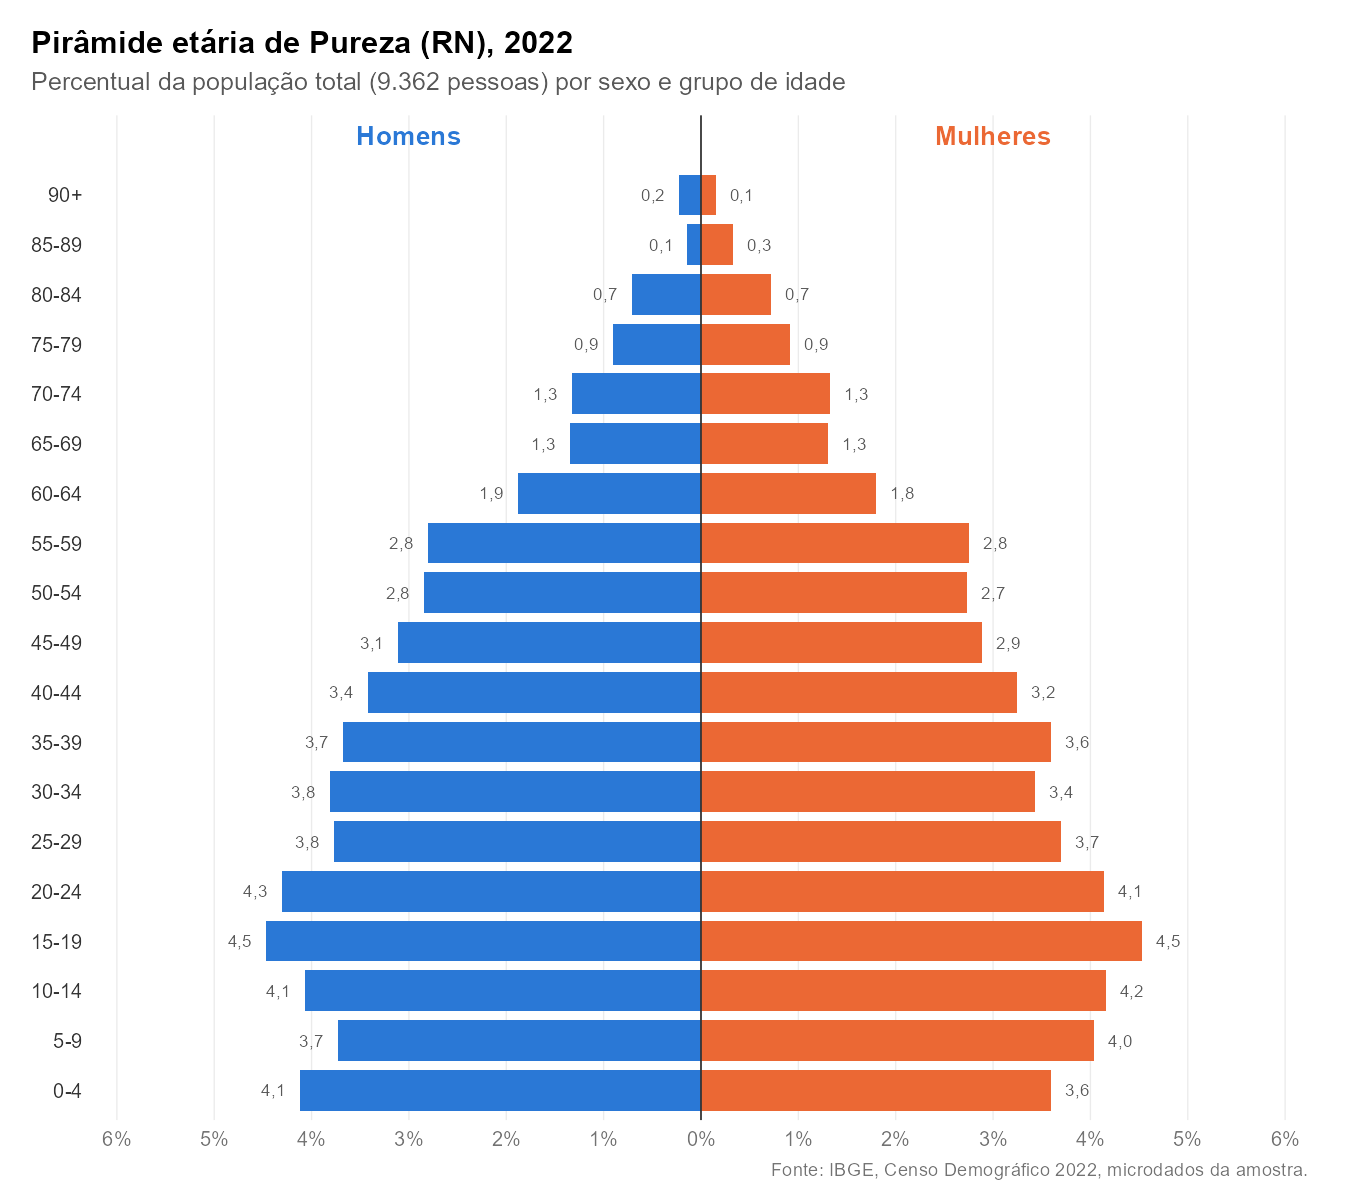 Pirâmide etária de Pureza (RN), 2022
Percentual da população total (9.362 pessoas) por sexo e grupo de idade
Homens Mulheres
90+ 0,2 0,1
85-89 0,1 0,3
80-84 0,7 0,7
75-79 0,9 0,9
70-74 1,3 1,3
65-69 1,3 1,3
60-64 1,9 1,8
55-59 2,8 2,8
50-54 2,8 2,7
45-49 3,1 2,9
40-44 3,4 3,2
35-39 3,7 3,6
30-34 3,8 3,4
25-29 3,8 3,7
20-24 4,3 4,1
15-19 4,5 4,5
10-14 4,1 4,2
5-9 3,7 4,0
0-4 4,1 3,6
6% 5% 4% 3% 2% 1% 0% 1% 2% 3% 4% 5% 6%
Fonte: IBGE, Censo Demográfico 2022, microdados da amostra.